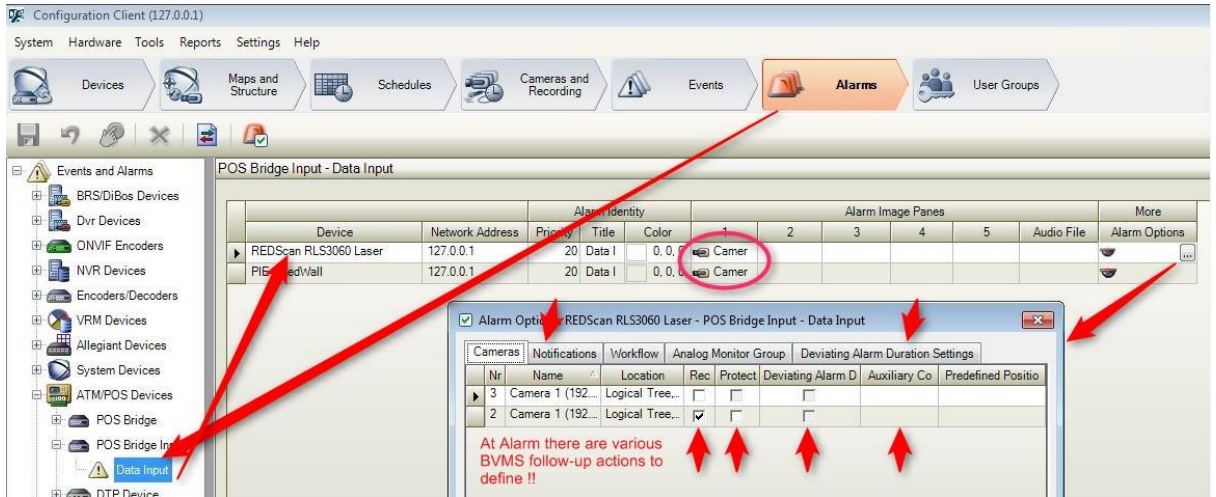 Configuration Client (127.0.0.1)
System Hardware Tools Reports Settings Help
Devices
Maps and
Structure
Schedules
Cameras and
Recording
Events
Alarms
User Groups
Events and Alarms
BRS/DiBos Devices
Dvr Devices
ONVIF Encoders
NVR Devices
Encoders/Decoders
VRM Devices
Allegiant Devices
System Devices
ATM/POS Devices
POS Bridge
POS Bridge In
Data Input
DTP Device
POS Bridge Input - Data Input
Alarm Identity Alarm Image Panes More
Device Network Address Priority Title Color 1 2 3 4 5 Audio File Alarm Options
REDScan RLS3060 Laser 127.0.0.1 20 Data I 0, 0, 0 Camer ...
127.0.0.1 20 Data I 0, 0, 0 Camer
Alarm Options REDScan RLS3060 Laser - POS Bridge Input - Data Input
Cameras Notifications Workflow Analog Monitor Group Deviating Alarm Duration Settings
Nr Name Location Rec Protect Deviating Alarm D Auxiliary Co Predefined Positio
3 Camera 1 (192... Logical Tree,...
2 Camera 1 (192... Logical Tree,...
At Alarm there are various
BVMS follow-up actions to
define !!